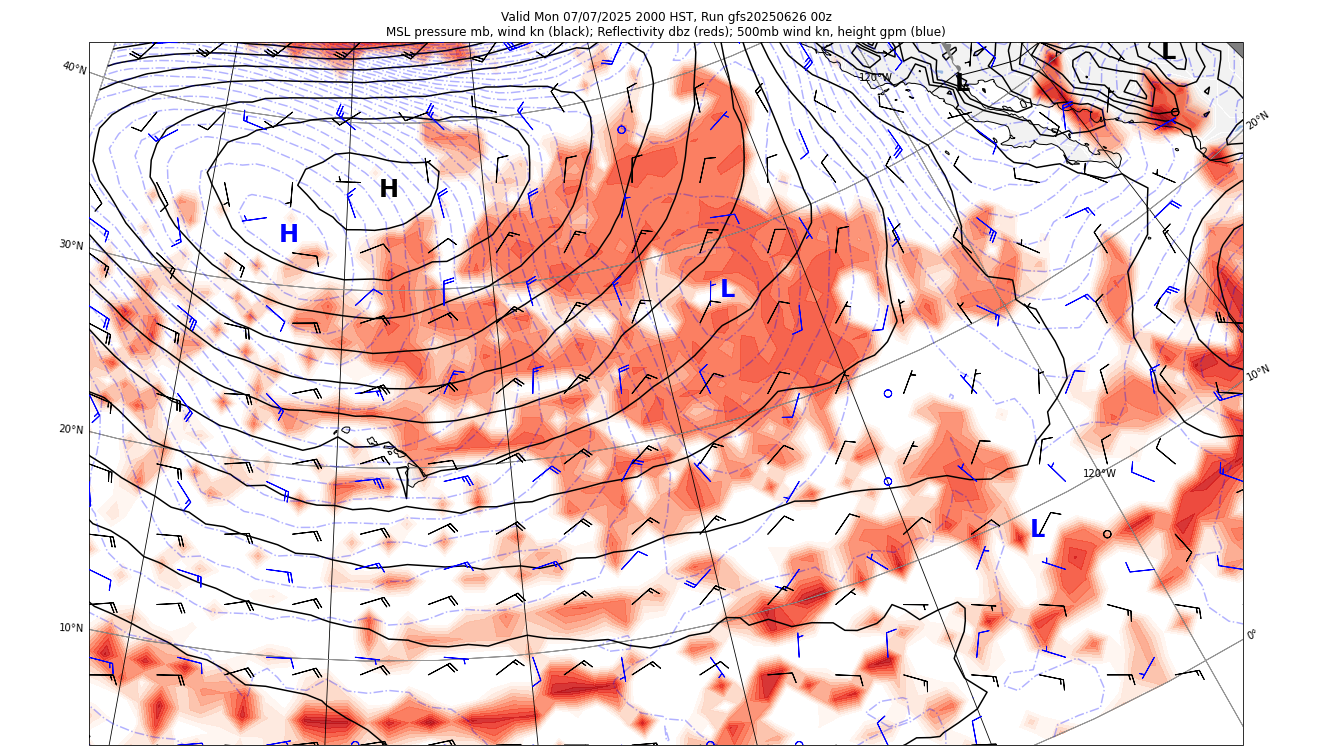 Valid Mon 07/07/2025 2000 HST, Run gfs20250626 00z
MSL pressure mb, wind kn (black); Reflectivity dbz (reds); 500mb wind kn, height gpm (blue)
L
40°N
120°W
L
20°N
H
H
30°N
L
10°N
20°N
120°W
L
10°N
0°